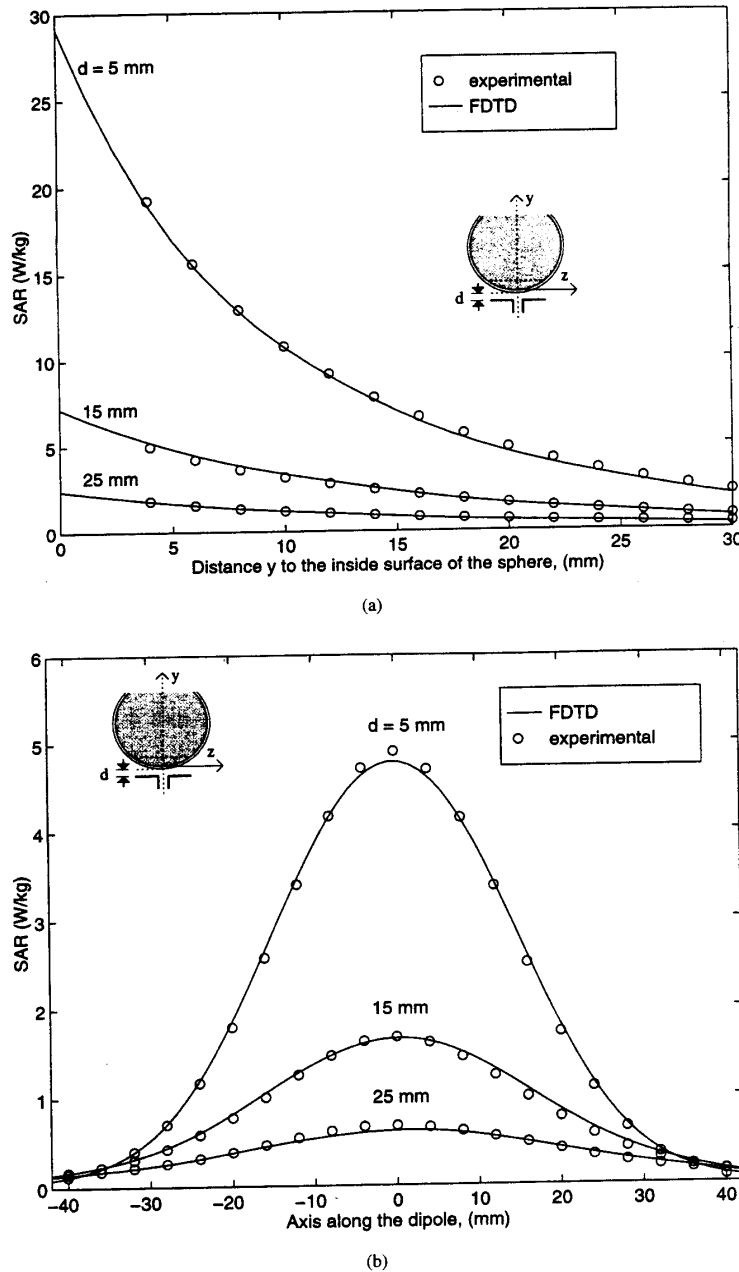 30
25
20
15
10
5
0
SAR (W/kg)
d = 5 mm
15 mm
25 mm
experimental
FDTD
y
z
d
0 5 10 15 20 25 30
Distance y to the inside surface of the sphere, (mm)
(a)
6
5
4
3
2
1
0
SAR (W/kg)
y
z
d
d = 5 mm
15 mm
25 mm
FDTD
experimental
−40 −30 −20 −10 0 10 20 30 40
Axis along the dipole, (mm)
(b)